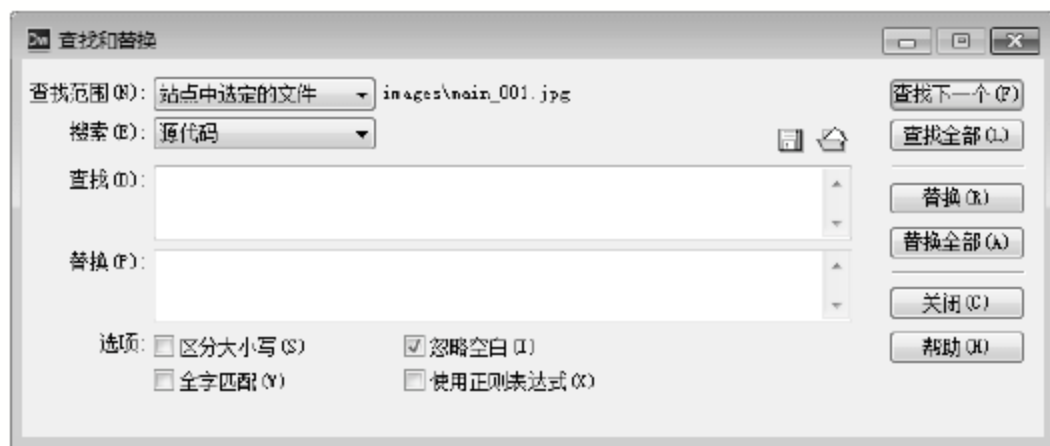 Dw 查找和替换
查找范围(N): 站点中选定的文件 images\main_001.jpg 查找下一个(F)
搜索(E): 源代码 查找全部(L)
查找(D):
替换(R)
替换全部(A)
替换(P):
关闭(C)
选项: 区分大小写(S) 忽略空白(I) 帮助(H)
全字匹配(Y) 使用正则表达式(X)